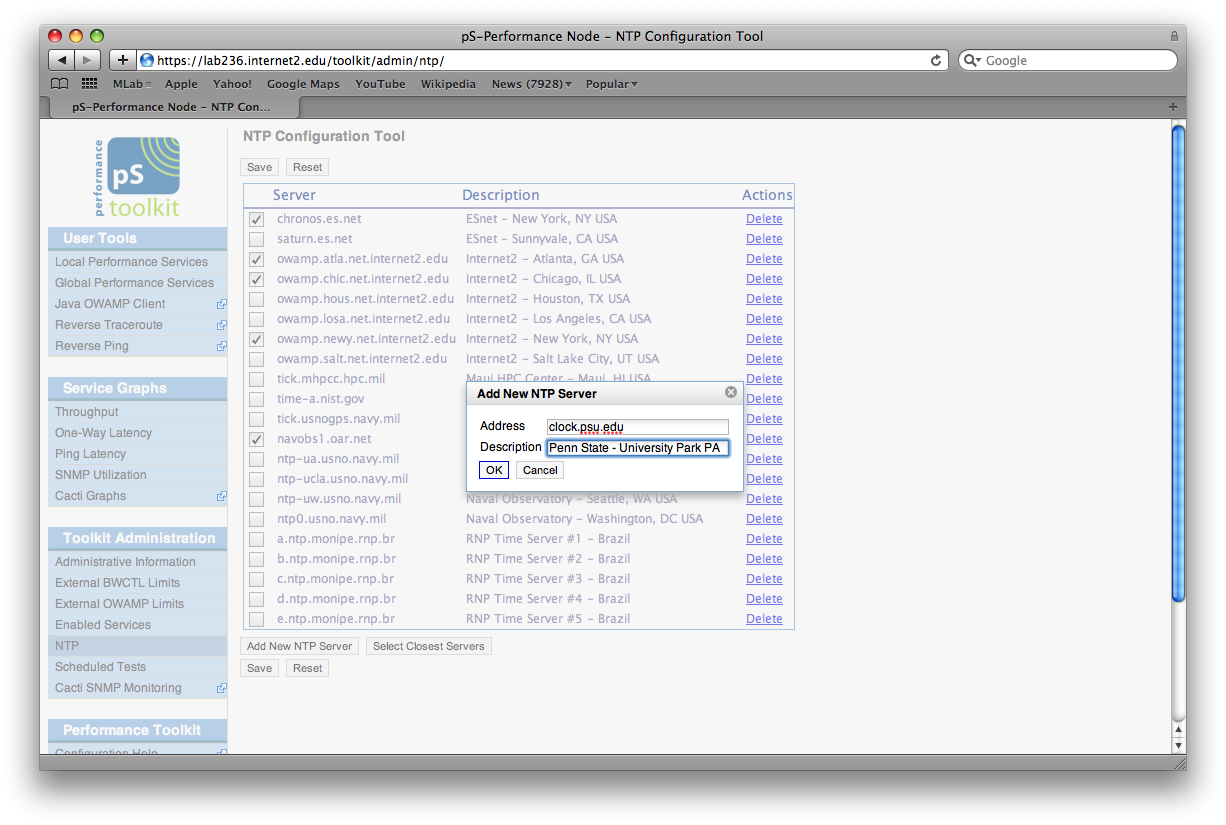 pS-Performance Node – NTP Configuration Tool
https://lab236.internet2.edu/toolkit/admin/ntp/
Google
MLab Apple Yahoo! Google Maps YouTube Wikipedia News (7928) Popular
pS-Performance Node – NTP Con...
performance
pS
toolkit
User Tools
Local Performance Services
Global Performance Services
Java OWAMP Client
Reverse Traceroute
Reverse Ping
Service Graphs
Throughput
One-Way Latency
Ping Latency
SNMP Utilization
Cacti Graphs
Toolkit Administration
Administrative Information
External BWCTL Limits
External OWAMP Limits
Enabled Services
NTP
Scheduled Tests
Cacti SNMP Monitoring
Performance Toolkit
Configuration Help
NTP Configuration Tool
Save Reset
Server Description Actions
chronos.es.net ESnet – New York, NY USA Delete
saturn.es.net ESnet – Sunnyvale, CA USA Delete
owamp.atla.net.internet2.edu Internet2 – Atlanta, GA USA Delete
owamp.chic.net.internet2.edu Internet2 – Chicago, IL USA Delete
owamp.hous.net.internet2.edu Internet2 – Houston, TX USA Delete
owamp.losa.net.internet2.edu Internet2 – Los Angeles, CA USA Delete
owamp.newy.net.internet2.edu Internet2 – New York, NY USA Delete
owamp.salt.net.internet2.edu Internet2 – Salt Lake City, UT USA Delete
tick.mhpcc.hpc.mil Maui HPC Center – Maui, HI USA Delete
time-a.nist.gov Delete
tick.usnogps.navy.mil Delete
navobs1.oar.net Delete
ntp-ua.usno.navy.mil Delete
ntp-ucla.usno.navy.mil Delete
ntp-uw.usno.navy.mil Naval Observatory – Seattle, WA USA Delete
ntp0.usno.navy.mil Naval Observatory – Washington, DC USA Delete
a.ntp.monipe.rnp.br RNP Time Server #1 – Brazil Delete
b.ntp.monipe.rnp.br RNP Time Server #2 – Brazil Delete
c.ntp.monipe.rnp.br RNP Time Server #3 – Brazil Delete
d.ntp.monipe.rnp.br RNP Time Server #4 – Brazil Delete
e.ntp.monipe.rnp.br RNP Time Server #5 – Brazil Delete
Add New NTP Server Select Closest Servers
Save Reset
Add New NTP Server
Address clock.psu.edu
Description Penn State - University Park PA
OK Cancel